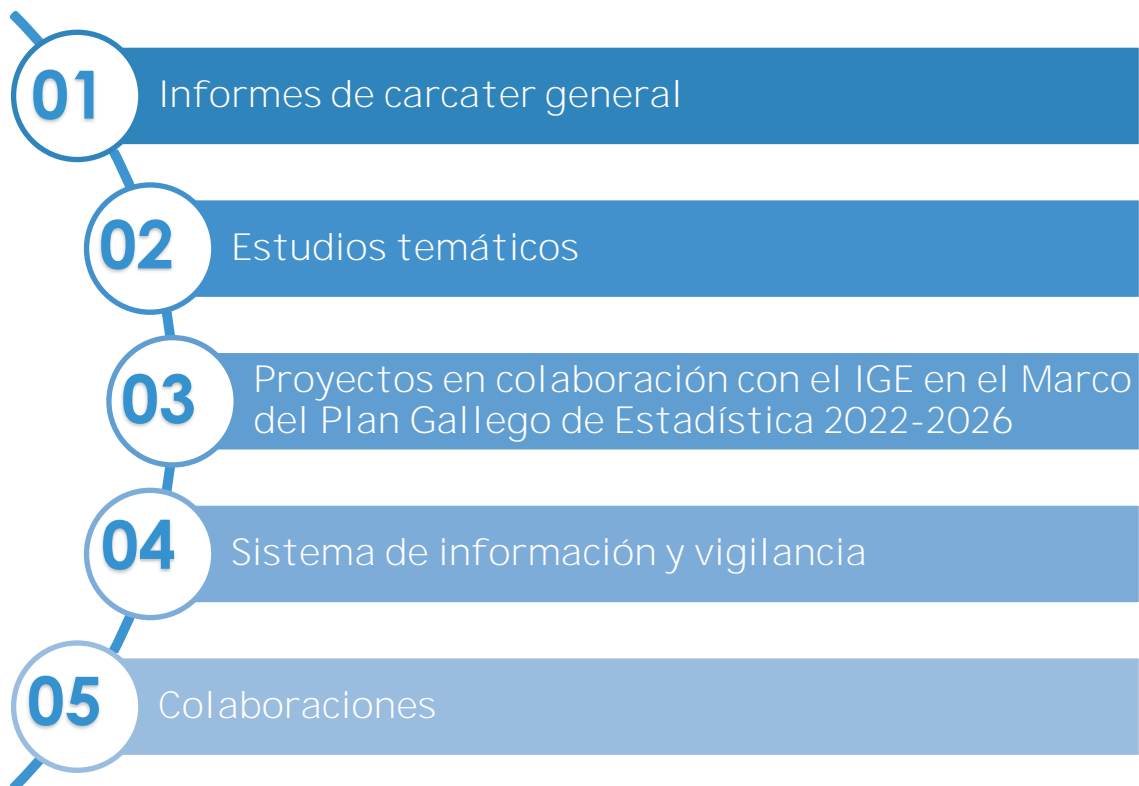 01
Informes de carcater general
02
Estudios temáticos
03
Proyectos en colaboración con el IGE en el Marco
del Plan Gallego de Estadística 2022-2026
04
Sistema de información y vigilancia
05
Colaboraciones